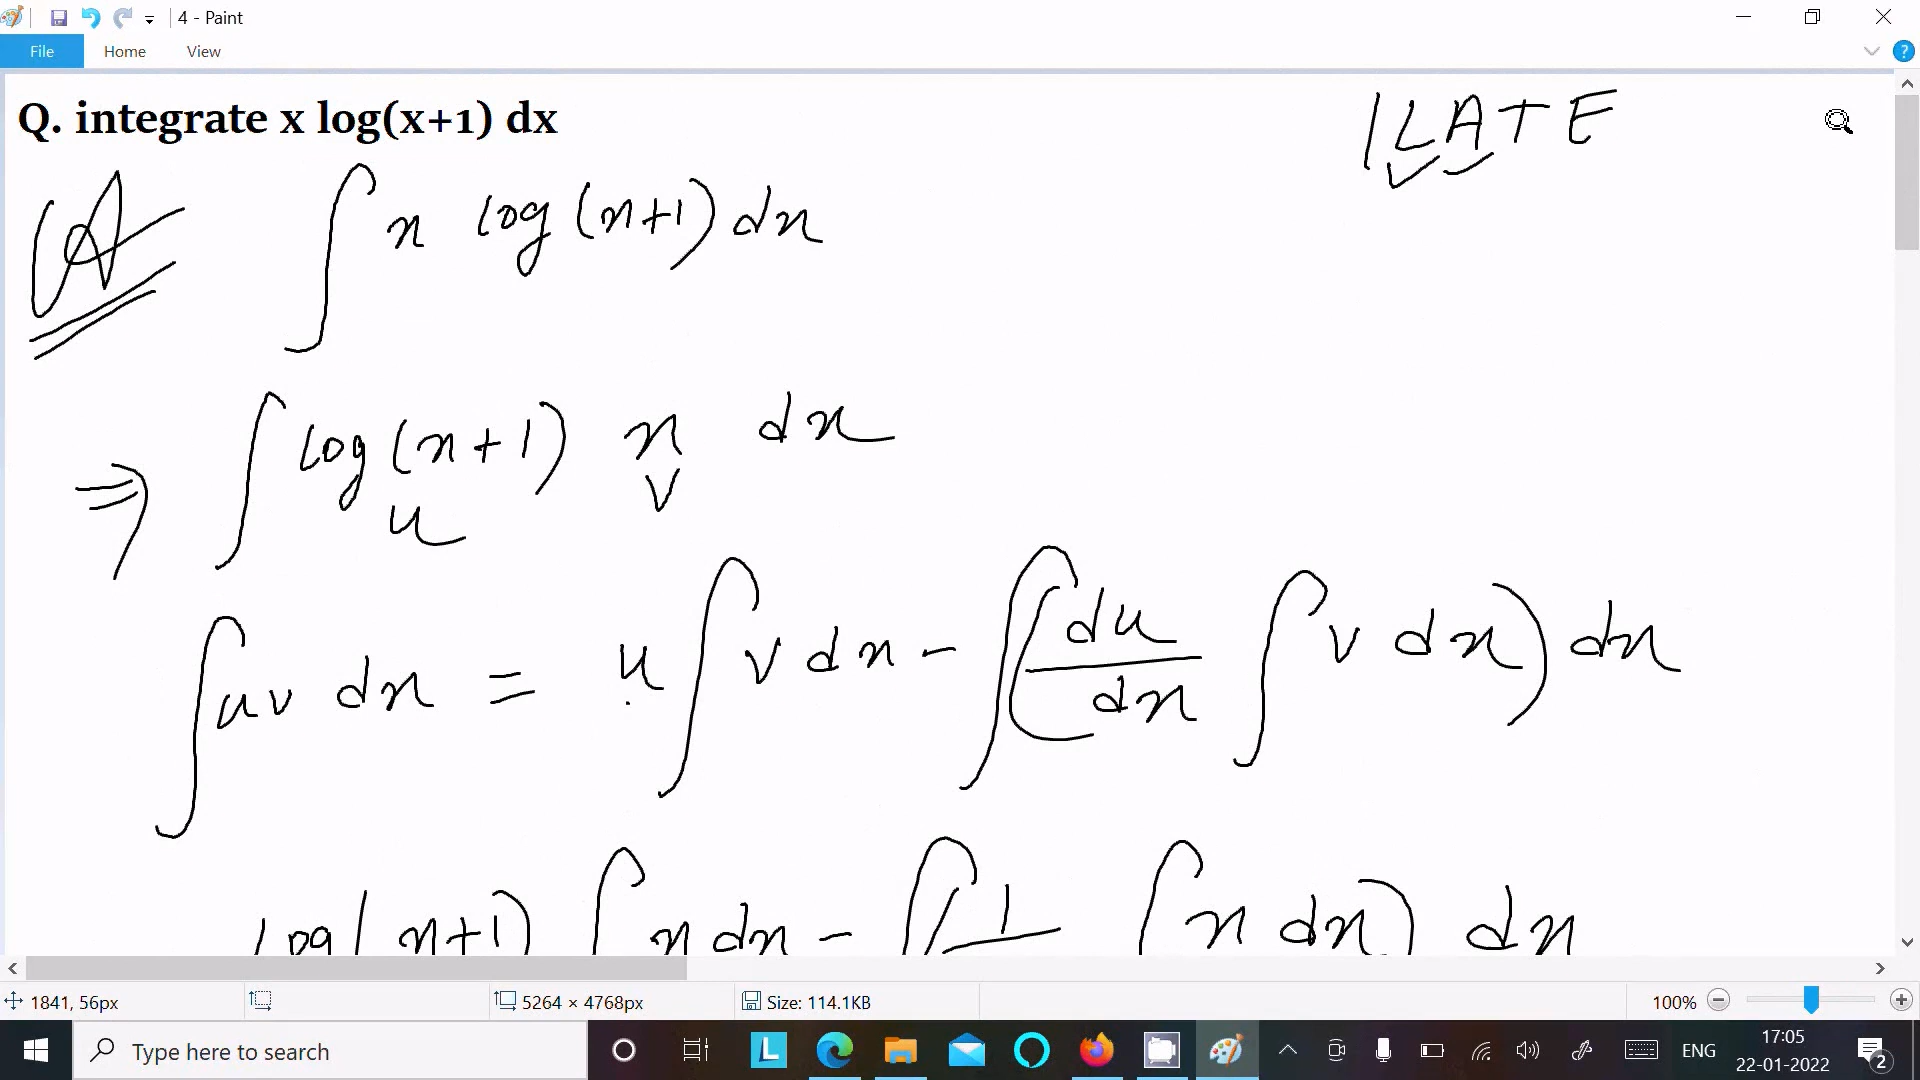 4 - Paint
File Home View
Q. integrate x log(x+1) dx
ILATE
A
∫ x log(x+1) dx
⇒ ∫ log(x+1) x dx
u v
∫ uv dx = u ∫ v dx - ∫ (du/dx ∫ v dx) dx
log(x+1) ∫ x dx - ∫ (1 ∫ x dx) dx
1841, 56px 5264 × 4768px Size: 114.1KB 100%
Type here to search
L
ENG
17:05
22-01-2022
2